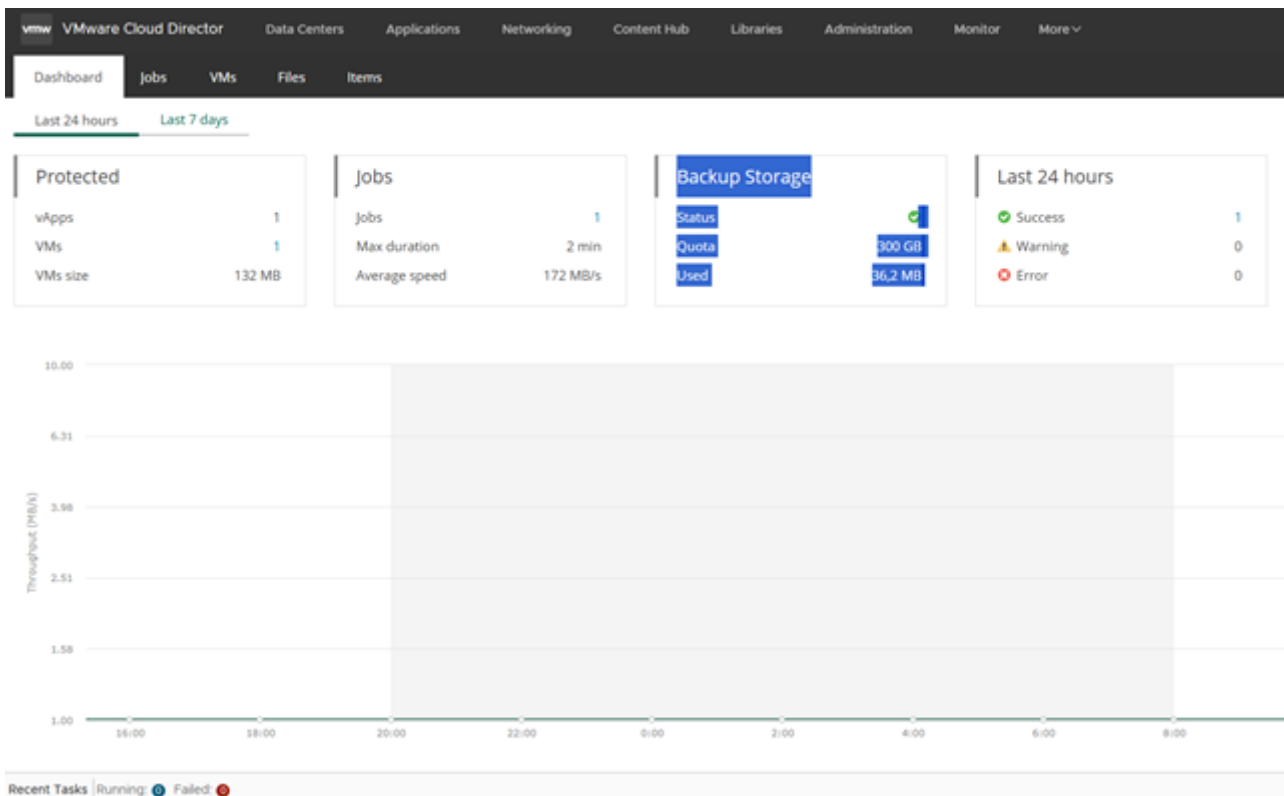 vmw VMware Cloud Director Data Centers Applications Networking Content Hub Libraries Administration Monitor More
Dashboard Jobs VMs Files Items
Last 24 hours Last 7 days
Protected
vApps 1
VMs 1
VMs size 132 MB
Jobs
Jobs 1
Max duration 2 min
Average speed 172 MB/s
Backup Storage
Status
Quota 300 GB
Used 36,2 MB
Last 24 hours
Success 1
Warning 0
Error 0
Throughput (MB/s)
10.00
6.31
3.98
2.51
1.58
1.00
16:00 18:00 20:00 22:00 0:00 2:00 4:00 6:00 8:00
Recent Tasks Running: 0 Failed: 0